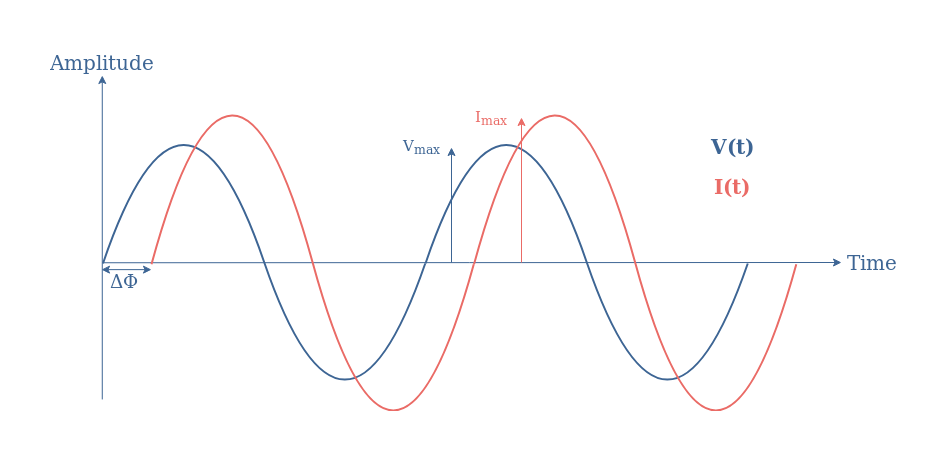 Amplitude
Imax
Vmax
V(t)
I(t)
Time
ΔΦ